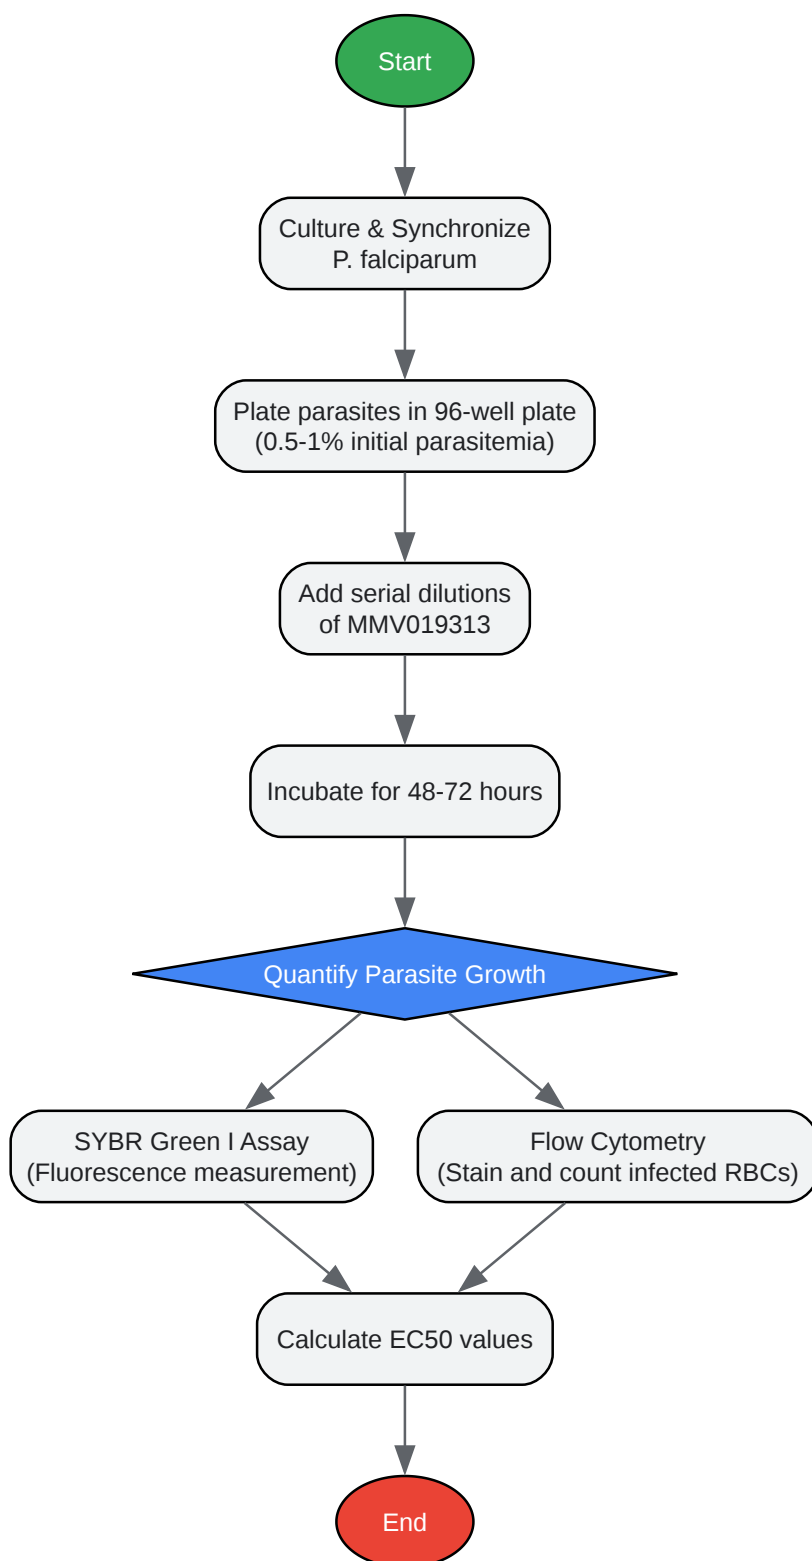 Start
Culture & Synchronize
P. falciparum
Plate parasites in 96-well plate
(0.5-1% initial parasitemia)
Add serial dilutions
of MMV019313
Incubate for 48-72 hours
Quantify Parasite Growth
SYBR Green I Assay
(Fluorescence measurement)
Flow Cytometry
(Stain and count infected RBCs)
Calculate EC50 values
End